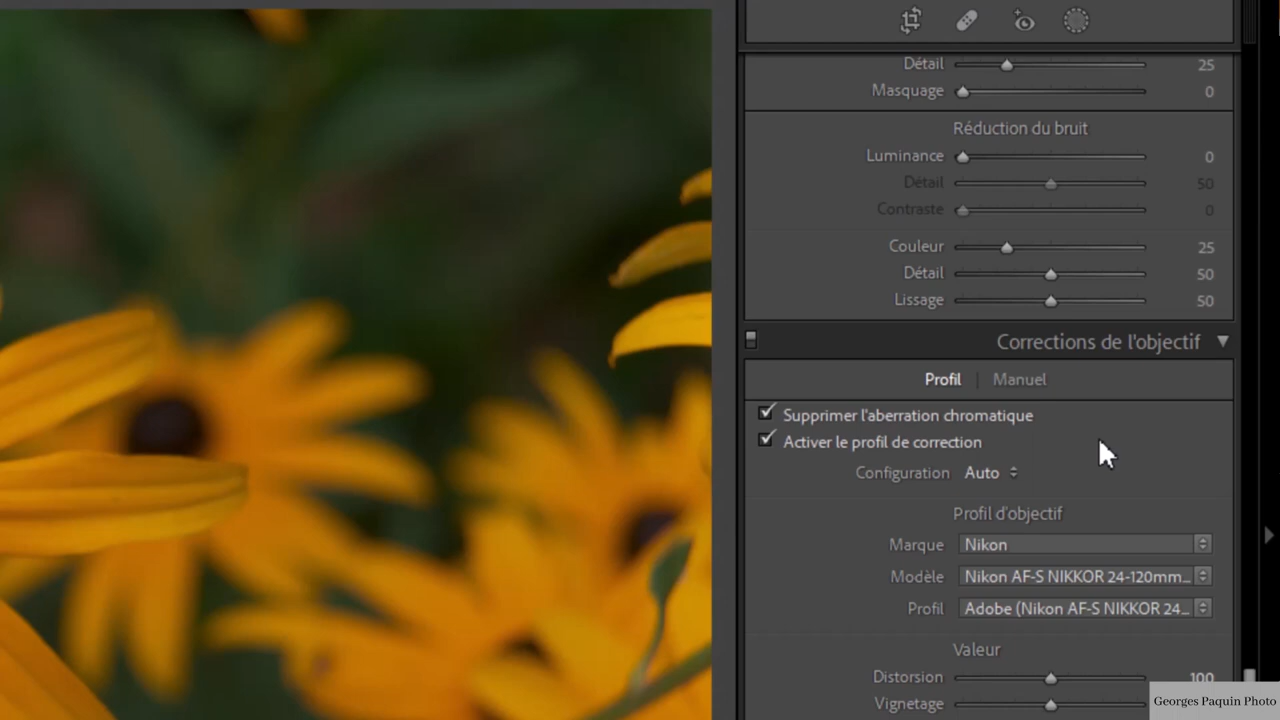 Détail 25
Masquage 0
Réduction du bruit
Luminance 0
Détail 50
Contraste 0
Couleur 25
Détail 50
Lissage 50
Corrections de l'objectif
Profil | Manuel
Supprimer l'aberration chromatique
Activer le profil de correction
Configuration Auto
Profil d'objectif
Marque Nikon
Modèle Nikon AF-S NIKKOR 24-120mm...
Profil Adobe (Nikon AF-S NIKKOR 24...
Valeur
Distorsion 100
Vignetage
Georges Paquin Photo